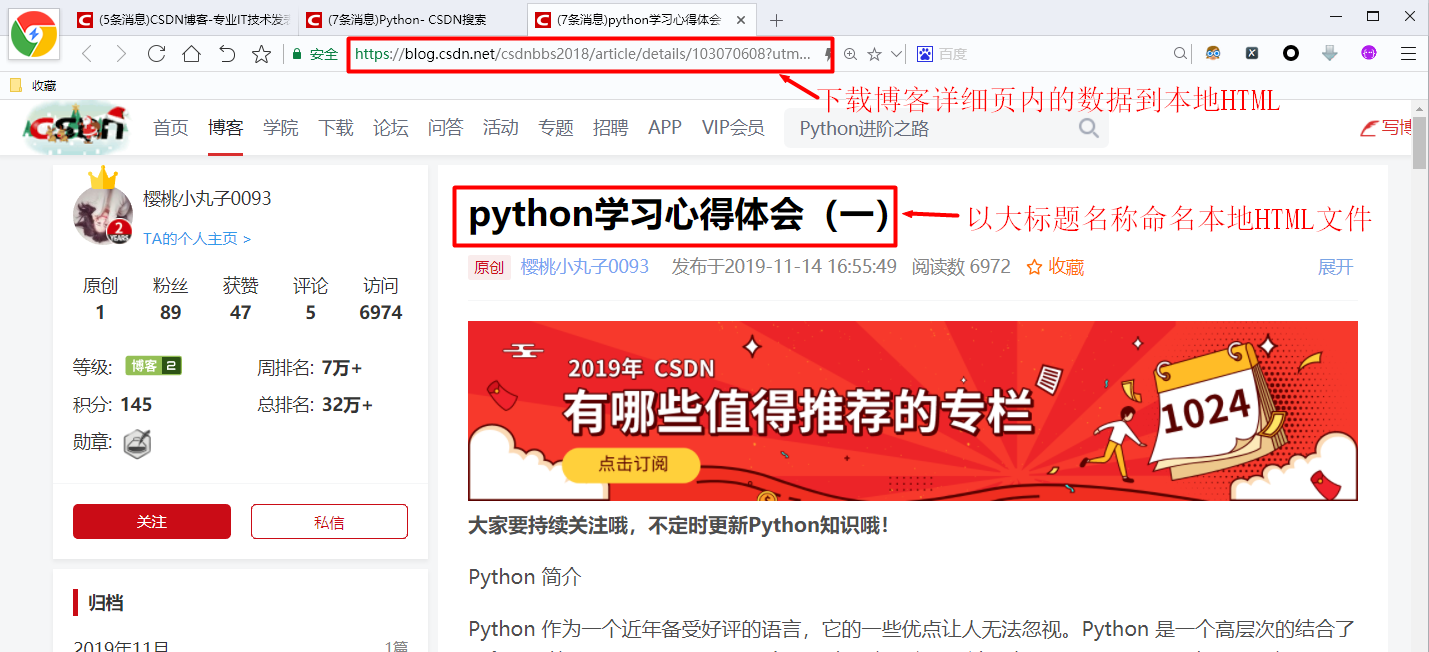 (5条消息)CSDN博客-专业IT技术发
(7条消息)Python- CSDN搜索
(7条消息)python学习心得体会
安全
https://blog.csdn.net/csdnbbs2018/article/details/103070608?utm...
百度
收藏
下载博客详细页内的数据到本地HTML
CSDN
首页 博客 学院 下载 论坛 问答 活动 专题 招聘 APP VIP会员
Python进阶之路
写博
樱桃小丸子0093
2
YEARS
TA的个人主页 >
原创 粉丝 获赞 评论 访问
1 89 47 5 6974
等级: 博客 2 周排名: 7万+
积分: 145 总排名: 32万+
勋章:
关注 私信
归档
2019年11月 1篇
python学习心得体会（一）
以大标题名称命名本地HTML文件
原创 樱桃小丸子0093 发布于2019-11-14 16:55:49 阅读数 6972 收藏 展开
2019年 CSDN
有哪些值得推荐的专栏
点击订阅
1024
大家要持续关注哦，不定时更新Python知识哦！
Python 简介
Python 作为一个近年备受好评的语言，它的一些优点让人无法忽视。Python 是一个高层次的结合了